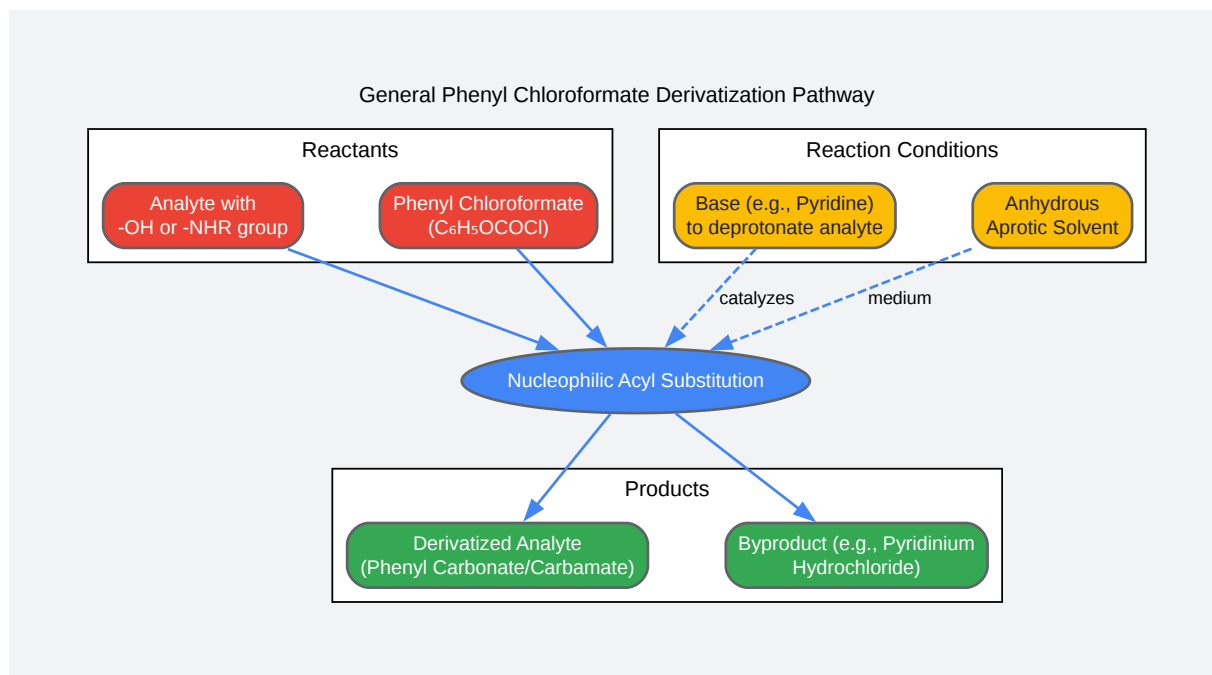 General Phenyl Chloroformate Derivatization Pathway
Reactants
Reaction Conditions
Analyte with
-OH or -NHR group
Phenyl Chloroformate
(C₆H₅OCOCl)
Base (e.g., Pyridine)
to deprotonate analyte
Anhydrous
Aprotic Solvent
catalyzes
medium
Nucleophilic Acyl Substitution
Products
Derivatized Analyte
(Phenyl Carbonate/Carbamate)
Byproduct (e.g., Pyridinium
Hydrochloride)